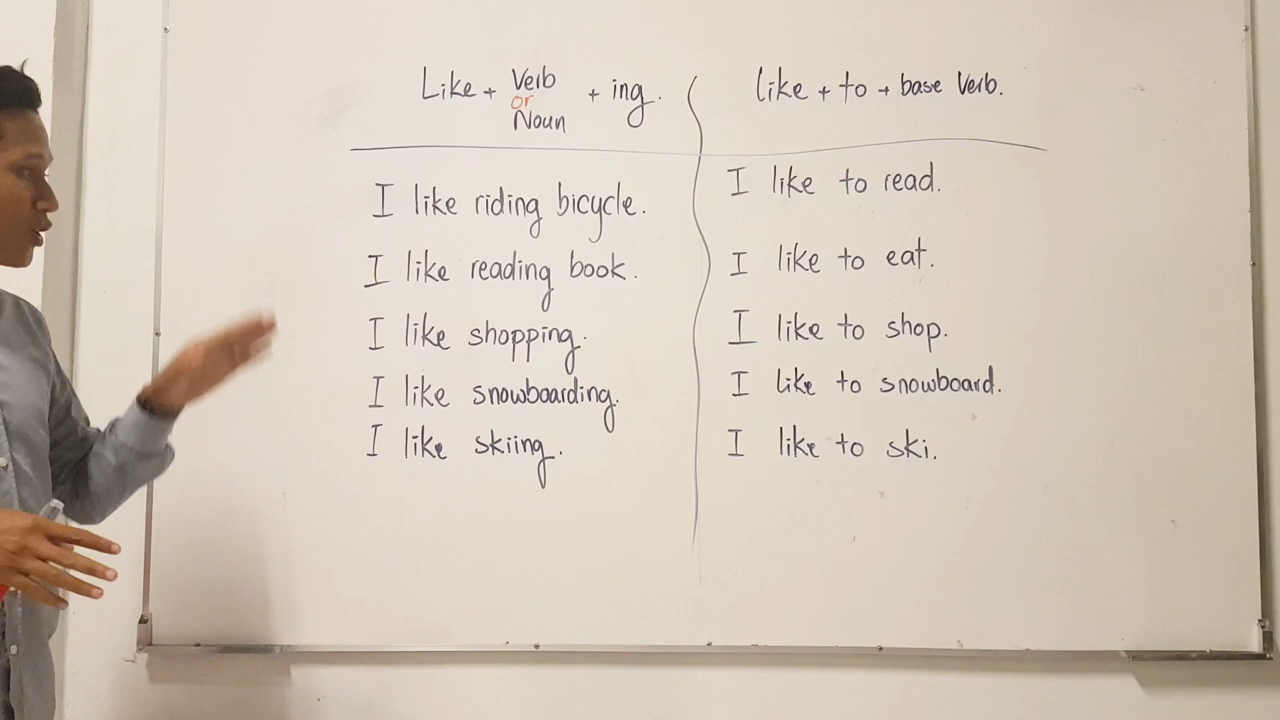 Like + Verb or Noun + ing.
I like riding bicycle.
I like reading book.
I like shopping.
I like snowboarding.
I like skiing.
like + to + base Verb.
I like to read.
I like to eat.
I like to shop.
I like to snowboard.
I like to ski.